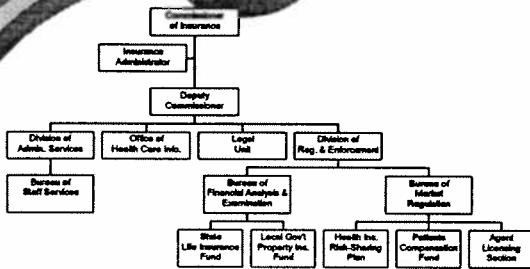 Commissioner
of Insurance
Insurance
Administrator
Deputy
Commissioner
Division of
Admin. Services
Office of
Health Care Info.
Legal
Unit
Division of
Reg. & Enforcement
Bureau of
Staff Services
Bureau of
Financial Analysis &
Examination
Bureau of
Market
Regulation
State
Life Insurance
Fund
Local Gov't
Property Ins.
Fund
Health Ins.
Risk-Sharing
Plan
Patients
Compensation
Fund
Agent
Licensing
Section